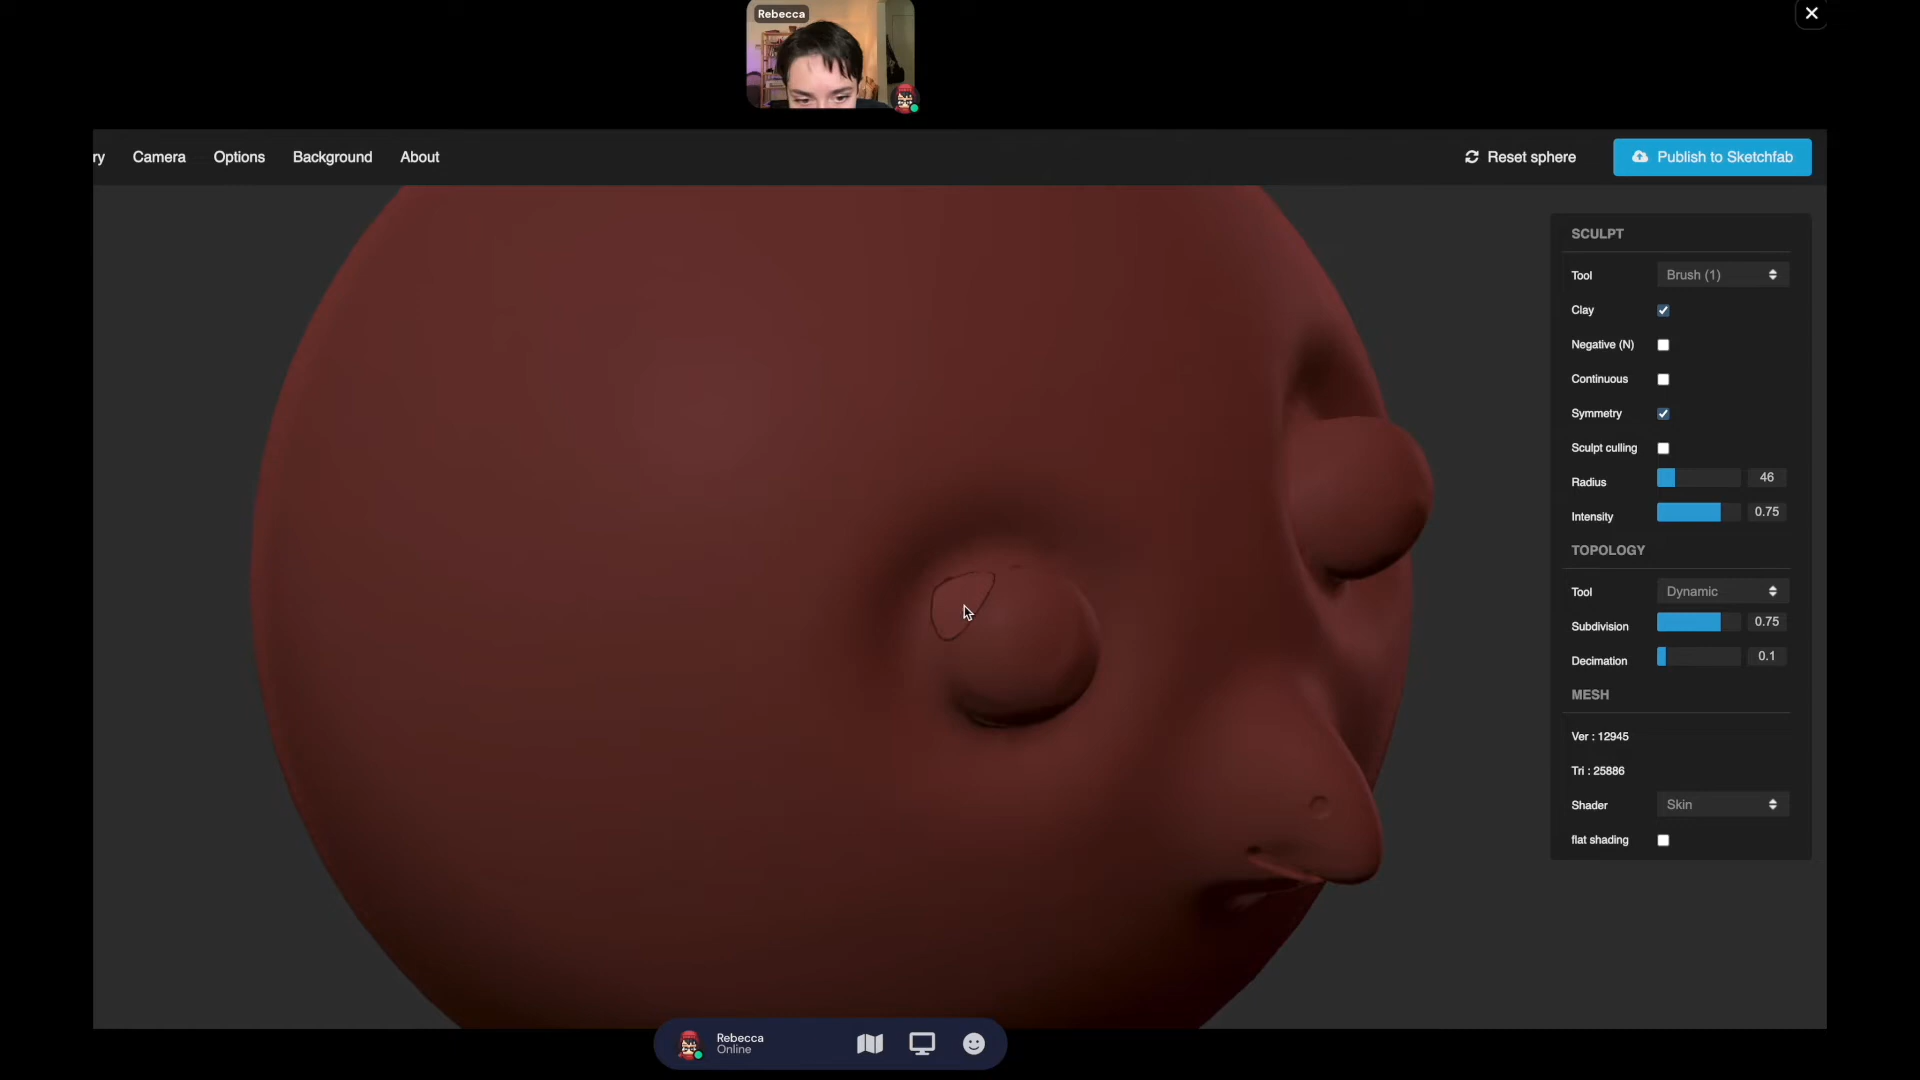 Rebecca
ry Camera Options Background About
Reset sphere
Publish to Sketchfab
SCULPT
Tool Brush (1)
Clay
Negative (N)
Continuous
Symmetry
Sculpt culling
Radius 46
Intensity 0.75
TOPOLOGY
Tool Dynamic
Subdivision 0.75
Decimation 0.1
MESH
Ver : 12945
Tri : 25886
Shader Skin
flat shading
Rebecca
Online